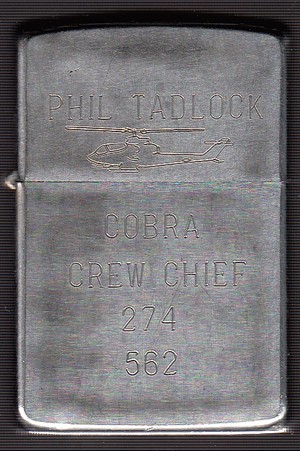 PHIL TADLOCK
COBRA
CREW CHIEF
274
562